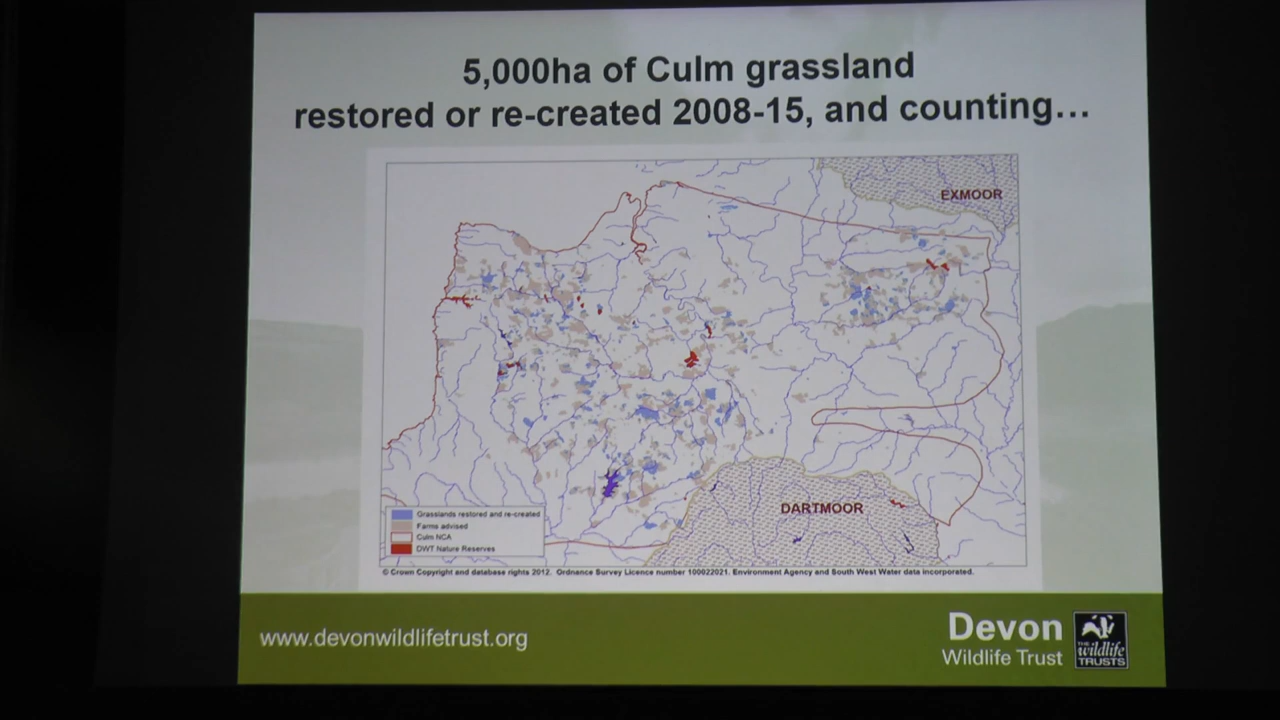 5,000ha of Culm grassland
restored or re-created 2008-15, and counting...
EXMOOR
DARTMOOR
Grasslands restored and re-created
Farms advised
Culm NCA
DWT Nature Reserves
© Crown Copyright and database rights 2012. Ordnance Survey Licence number 100022021. Environment Agency and South West Water data incorporated.
www.devonwildlifetrust.org
Devon
Wildlife Trust
THE
wildlife
TRUSTS